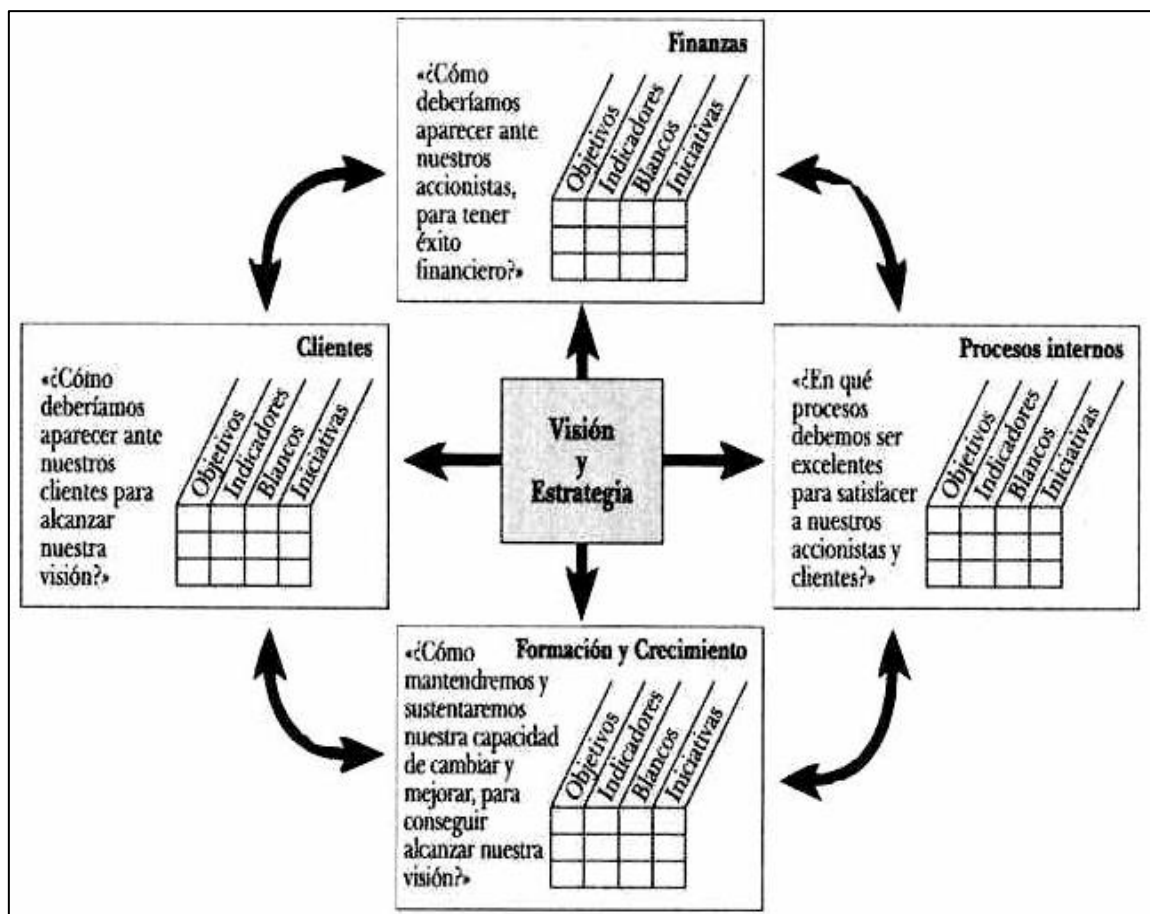 Finanzas
«¿Cómo
deberíamos
aparecer ante
nuestros
accionistas,
para tener
éxito
financiero?»
Objetivos
Indicadores
Blancos
Iniciativas
Clientes
«¿Cómo
deberíamos
aparecer ante
nuestros
clientes para
alcanzar
nuestra
visión?»
Objetivos
Indicadores
Blancos
Iniciativas
Visión
y
Estrategia
Procesos internos
«¿En qué
procesos
debemos ser
excelentes
para satisfacer
a nuestros
accionistas y
clientes?»
Objetivos
Indicadores
Blancos
Iniciativas
Formación y Crecimiento
«¿Cómo
mantendremos y
sustentaremos
nuestra capacidad
de cambiar y
mejorar, para
conseguir
alcanzar nuestra
visión?»
Objetivos
Indicadores
Blancos
Iniciativas